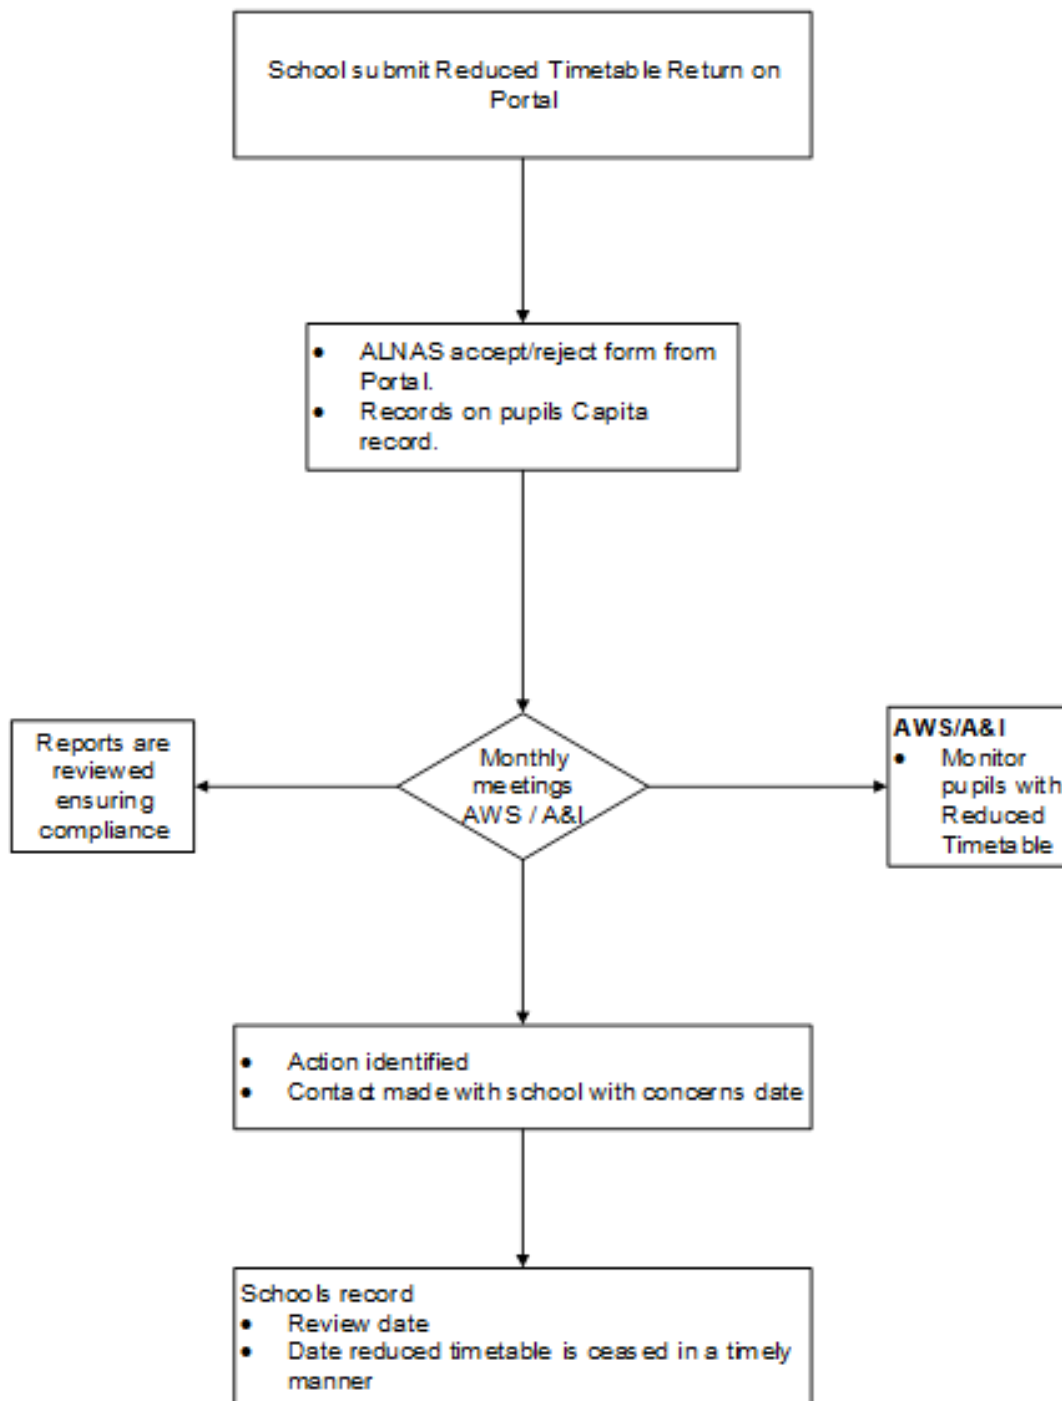 School submit Reduced Timetable Return on
Portal
• ALNAS accept/reject form from
Portal.
• Records on pupils Capita
record.
Reports are
reviewed
ensuring
compliance
Monthly
meetings
AWS / A&I
AWS/A&I
• Monitor
pupils with
Reduced
Timetable
• Action identified
• Contact made with school with concerns date
Schools record
• Review date
• Date reduced timetable is ceased in a timely
manner